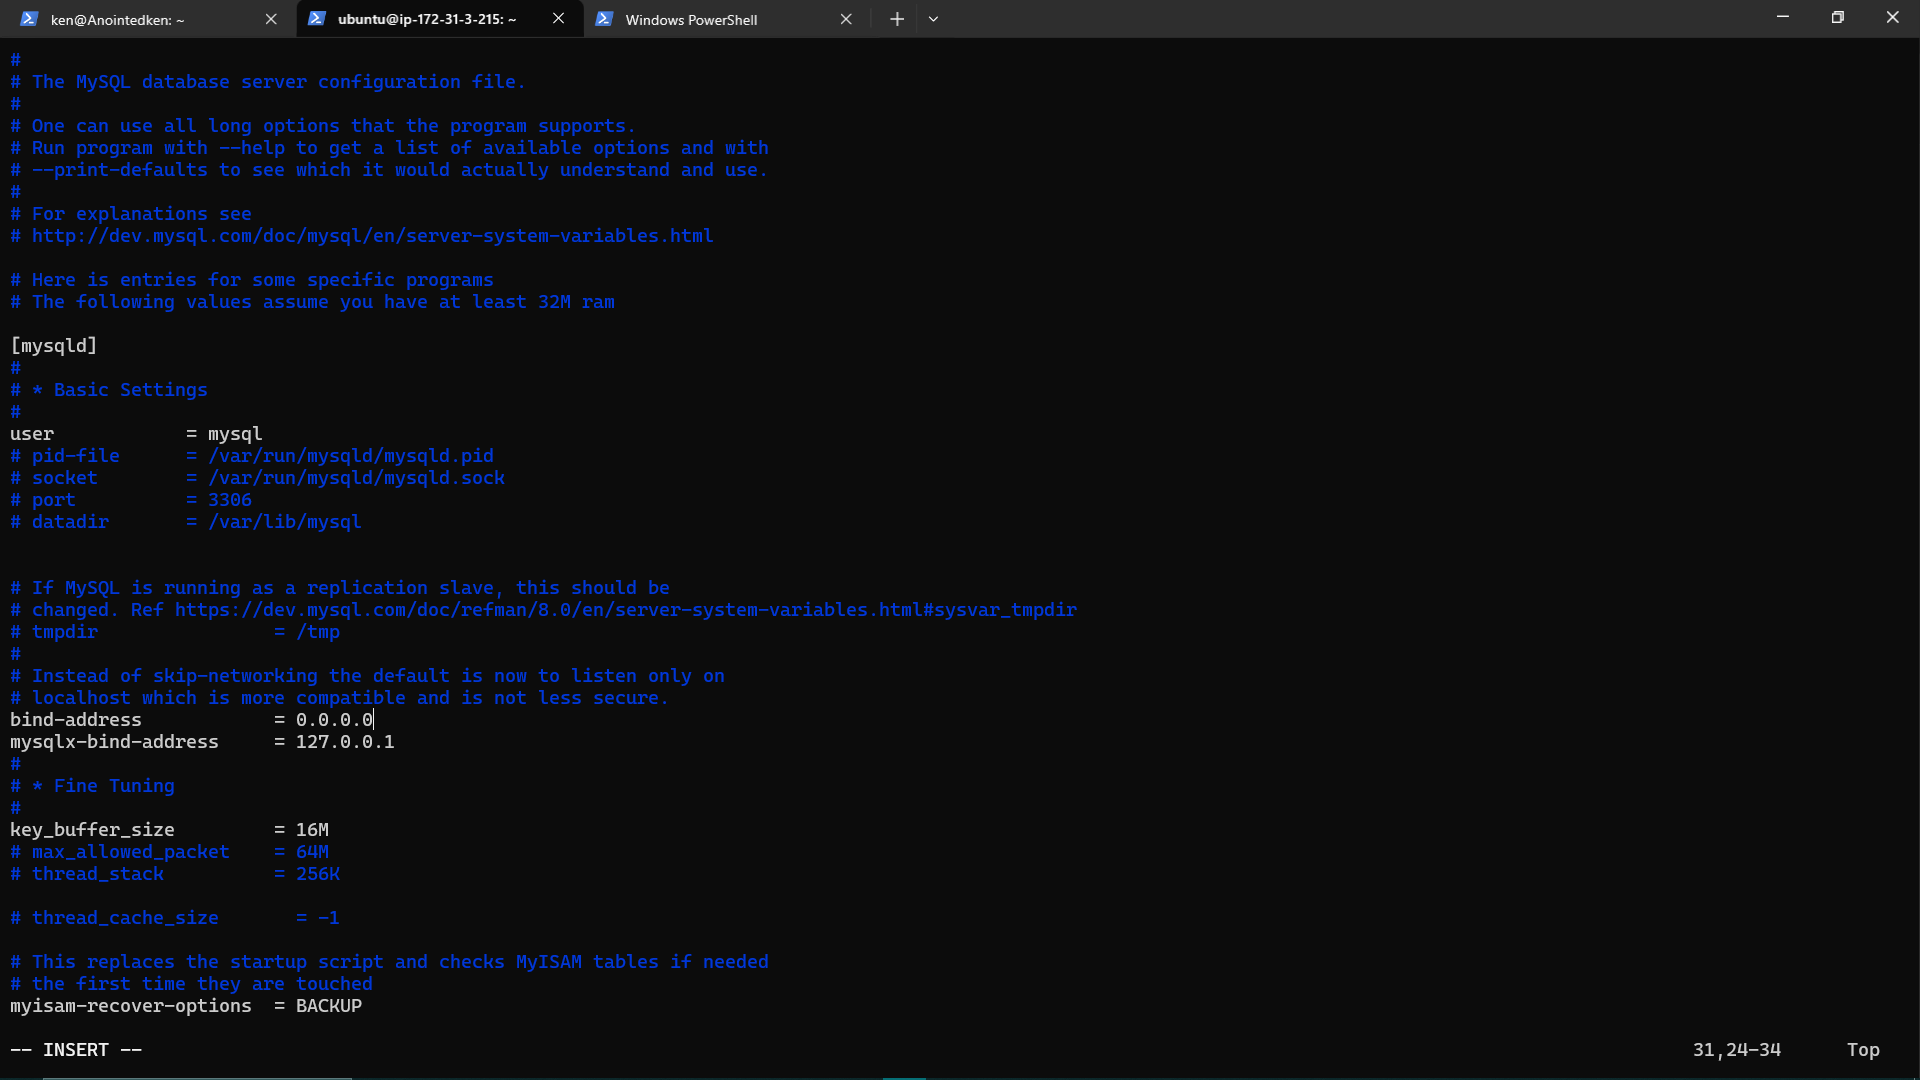 ken@Anointedken: ~
ubuntu@ip-172-31-3-215: ~
Windows PowerShell
#
# The MySQL database server configuration file.
#
# One can use all long options that the program supports.
# Run program with --help to get a list of available options and with
# --print-defaults to see which it would actually understand and use.
#
# For explanations see
# http://dev.mysql.com/doc/mysql/en/server-system-variables.html
# Here is entries for some specific programs
# The following values assume you have at least 32M ram
[mysqld]
#
# * Basic Settings
#
user            = mysql
# pid-file      = /var/run/mysqld/mysqld.pid
# socket        = /var/run/mysqld/mysqld.sock
# port          = 3306
# datadir       = /var/lib/mysql
# If MySQL is running as a replication slave, this should be
# changed. Ref https://dev.mysql.com/doc/refman/8.0/en/server-system-variables.html#sysvar_tmpdir
# tmpdir                = /tmp
#
# Instead of skip-networking the default is now to listen only on
# localhost which is more compatible and is not less secure.
bind-address            = 0.0.0.0
mysqlx-bind-address     = 127.0.0.1
#
# * Fine Tuning
#
key_buffer_size         = 16M
# max_allowed_packet    = 64M
# thread_stack          = 256K
# thread_cache_size       = -1
# This replaces the startup script and checks MyISAM tables if needed
# the first time they are touched
myisam-recover-options  = BACKUP
-- INSERT --
31,24-34
Top